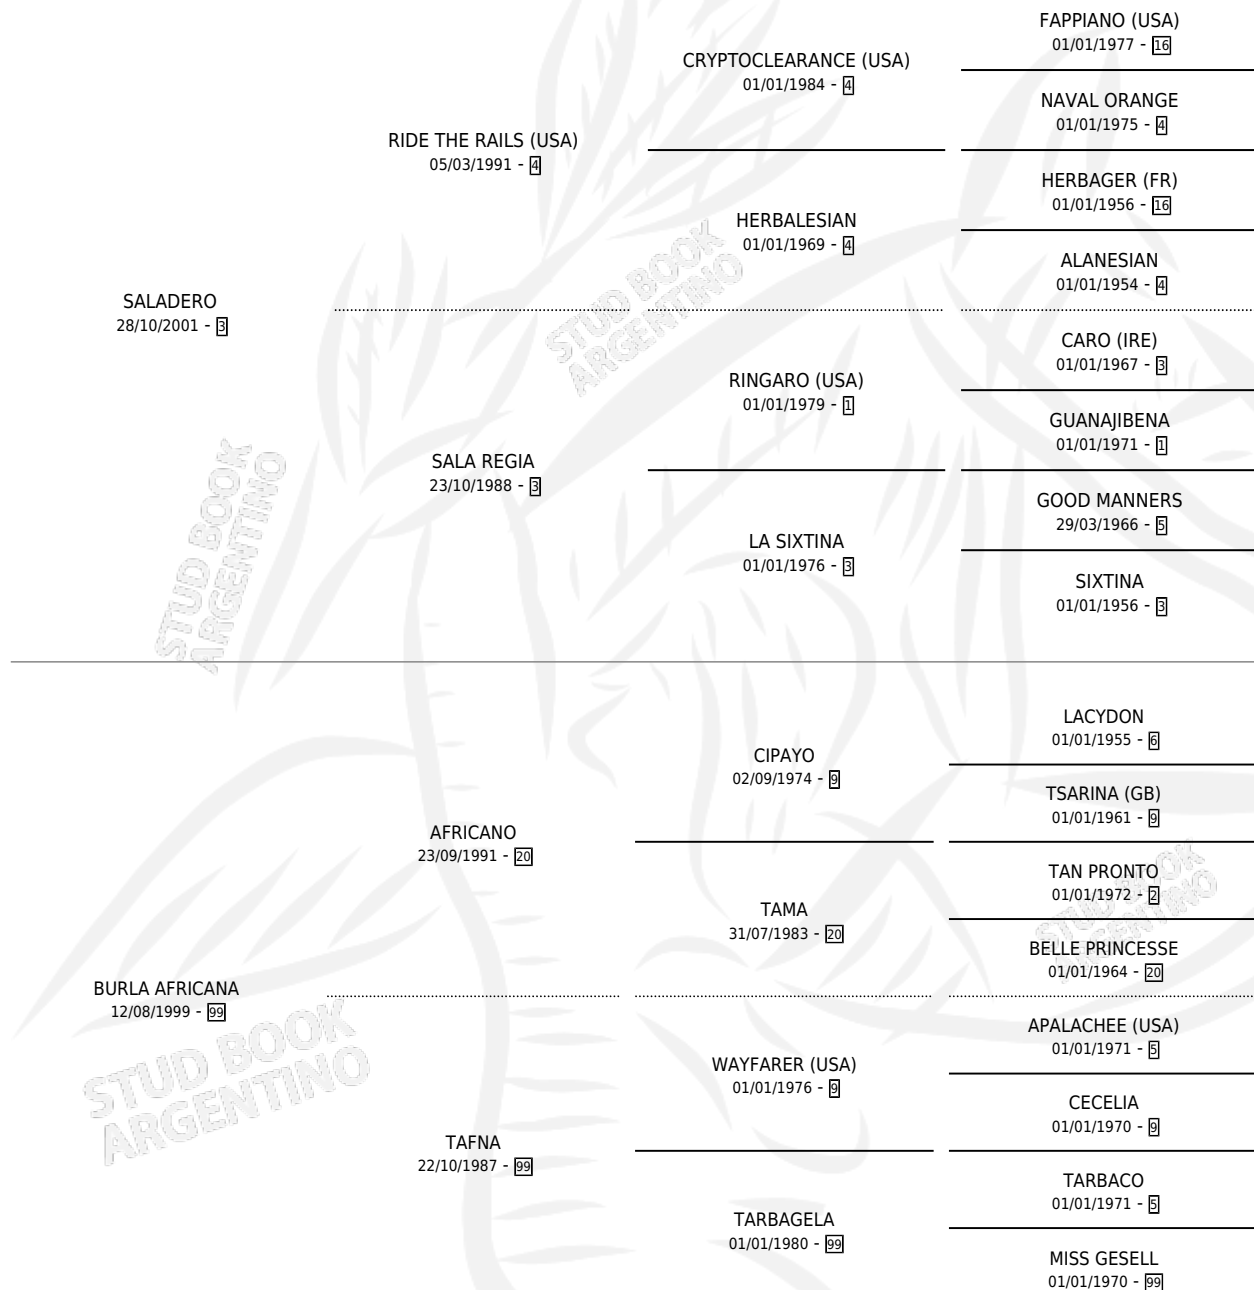 FAPPIANO (USA)
01/01/1977 - 16
CRYPTOCLEARANCE (USA)
01/01/1984 - 4
NAVAL ORANGE
01/01/1975 - 4
RIDE THE RAILS (USA)
05/03/1991 - 4
HERBAGER (FR)
01/01/1956 - 16
HERBALESIAN
01/01/1969 - 4
ALANESIAN
01/01/1954 - 4
SALADERO
28/10/2001 - 3
CARO (IRE)
01/01/1967 - 3
RINGARO (USA)
01/01/1979 - 1
GUANAJIBENA
01/01/1971 - 1
SALA REGIA
23/10/1988 - 3
GOOD MANNERS
29/03/1966 - 5
LA SIXTINA
01/01/1976 - 3
SIXTINA
01/01/1956 - 3
LACYDON
01/01/1955 - 6
CIPAYO
02/09/1974 - 9
TSARINA (GB)
01/01/1961 - 9
AFRICANO
23/09/1991 - 20
TAN PRONTO
01/01/1972 - 2
TAMA
31/07/1983 - 20
BELLE PRINCESSE
01/01/1964 - 20
BURLA AFRICANA
12/08/1999 - 99
APALACHEE (USA)
01/01/1971 - 5
WAYFARER (USA)
01/01/1976 - 9
CECELIA
01/01/1970 - 9
TAFNA
22/10/1987 - 99
TARBACO
01/01/1971 - 5
TARBAGELA
01/01/1980 - 99
MISS GESELL
01/01/1970 - 99
STUD BOOK
ARGENTINO
STUD BOOK
ARGENTINO
STUD BOOK
ARGENTINO
STUD BOOK
ARGENTINO